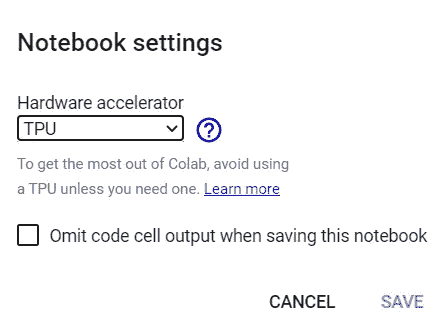 Notebook settings
Hardware accelerator
TPU
?
To get the most out of Colab, avoid using
a TPU unless you need one. Learn more
Omit code cell output when saving this notebook
CANCEL SAVE